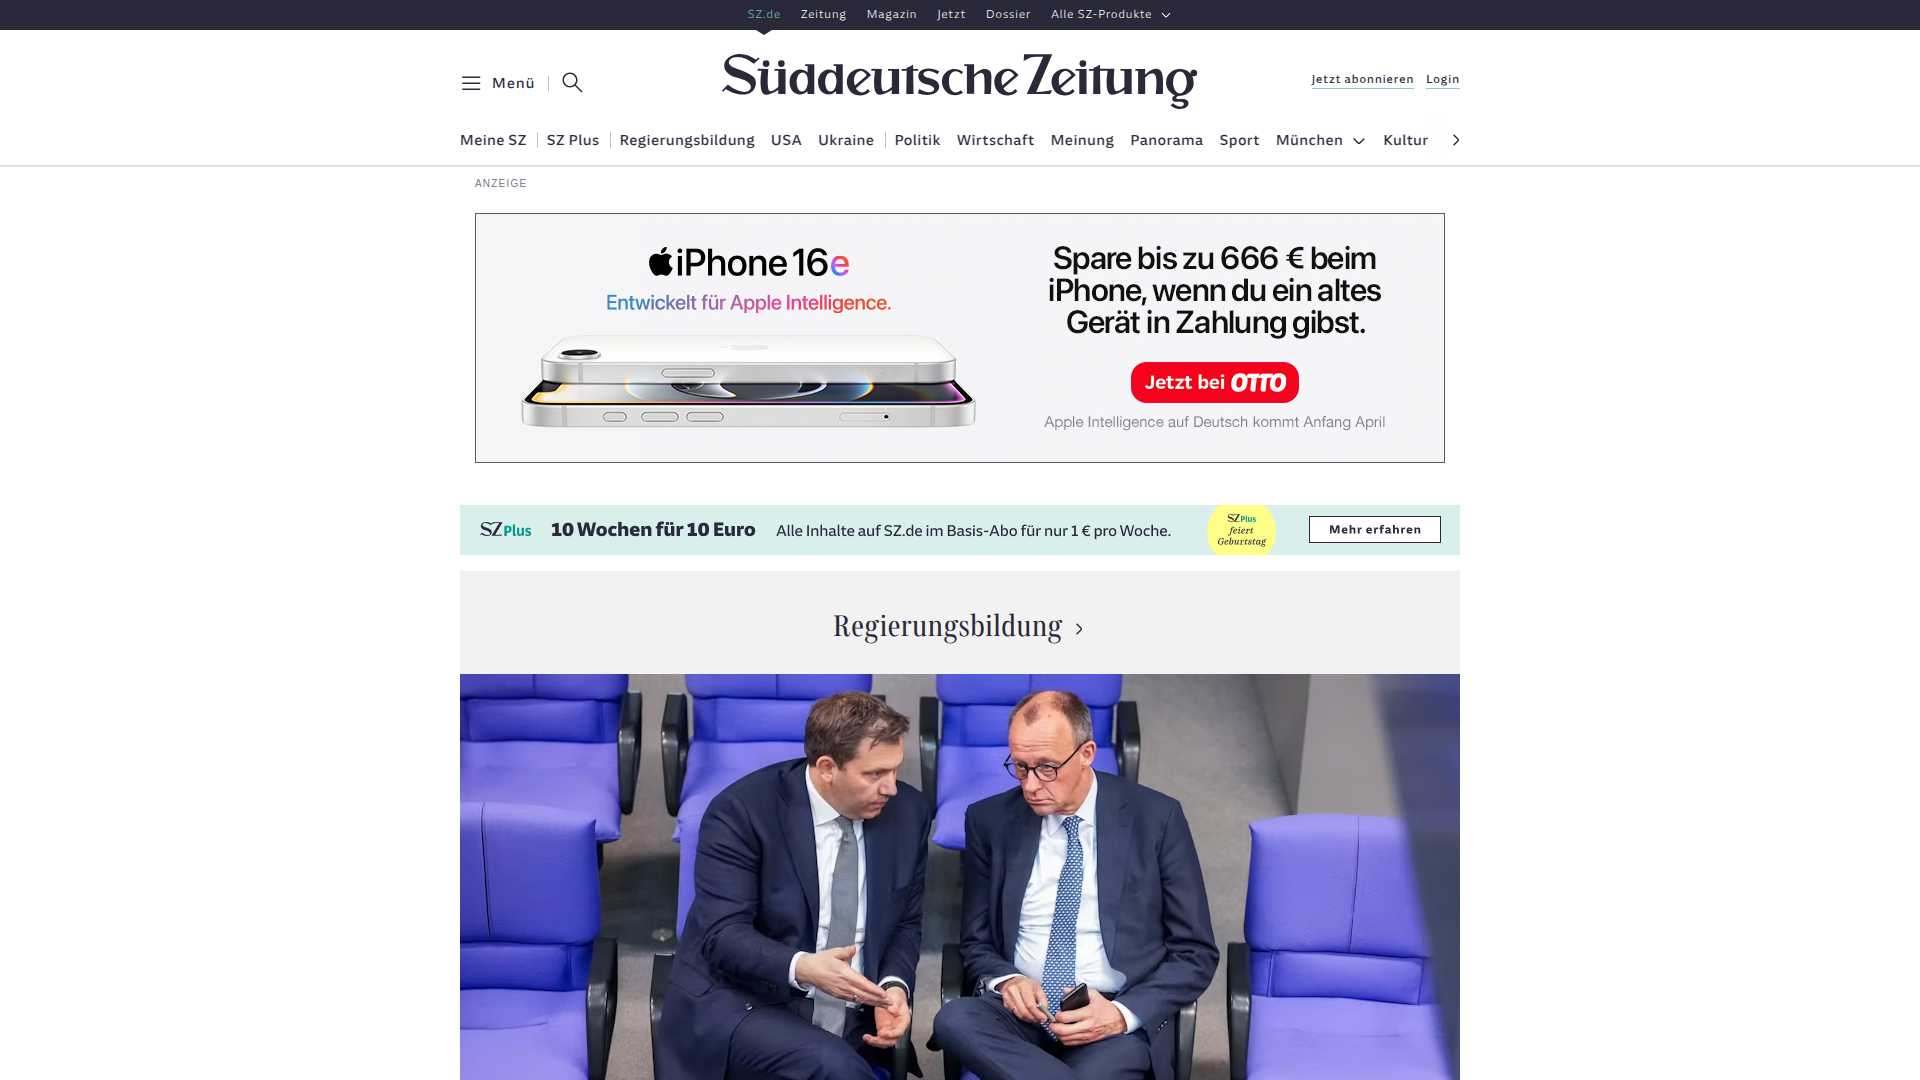 SZ.de Zeitung Magazin Jetzt Dossier Alle SZ-Produkte
Menü
Süddeutsche Zeitung
Jetzt abonnieren Login
Meine SZ SZ Plus Regierungsbildung USA Ukraine Politik Wirtschaft Meinung Panorama Sport München Kultur
ANZEIGE
iPhone 16e
Entwickelt für Apple Intelligence.
Spare bis zu 666 € beim
iPhone, wenn du ein altes
Gerät in Zahlung gibst.
Jetzt bei OTTO
Apple Intelligence auf Deutsch kommt Anfang April
SZ Plus 10 Wochen für 10 Euro Alle Inhalte auf SZ.de im Basis-Abo für nur 1 € pro Woche.
SZ Plus
feiert
Geburtstag
Mehr erfahren
Regierungsbildung